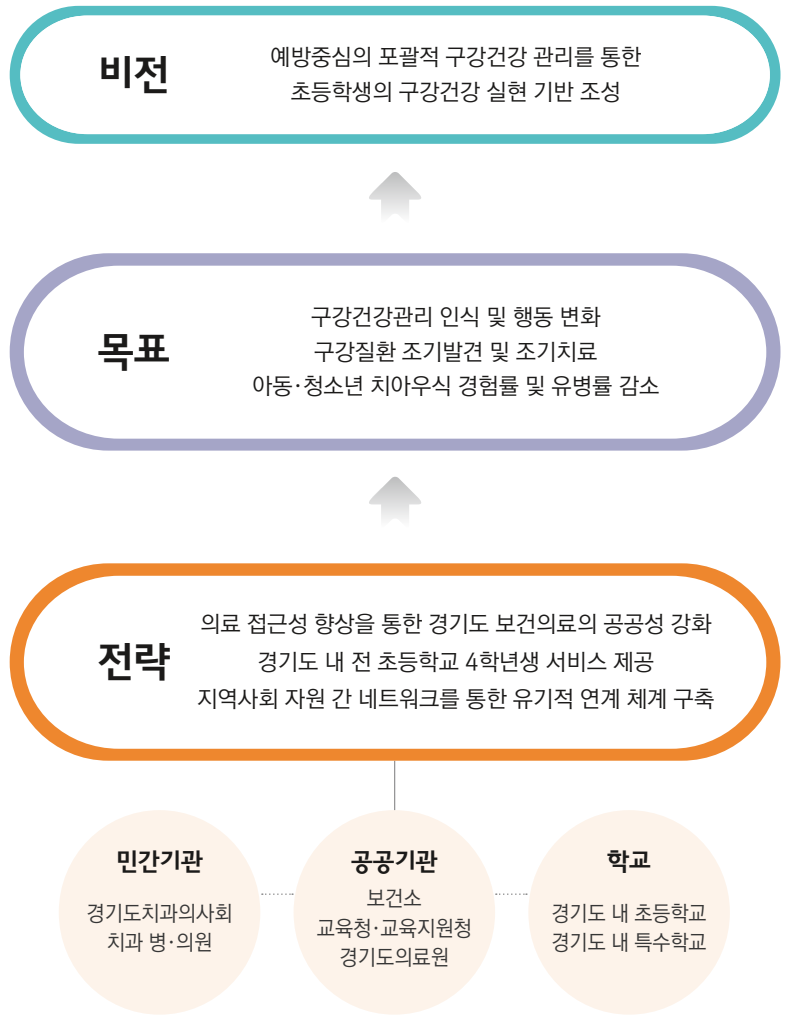 비전
예방중심의 포괄적 구강건강 관리를 통한
초등학생의 구강건강 실현 기반 조성
목표
구강건강관리 인식 및 행동 변화
구강질환 조기발견 및 조기치료
아동·청소년 치아우식 경험률 및 유병률 감소
전략
의료 접근성 향상을 통한 경기도 보건의료의 공공성 강화
경기도 내 전 초등학교 4학년생 서비스 제공
지역사회 자원 간 네트워크를 통한 유기적 연계 체계 구축
민간기관
경기도치과의사회
치과 병·의원
공공기관
보건소
교육청·교육지원청
경기도의료원
학교
경기도 내 초등학교
경기도 내 특수학교